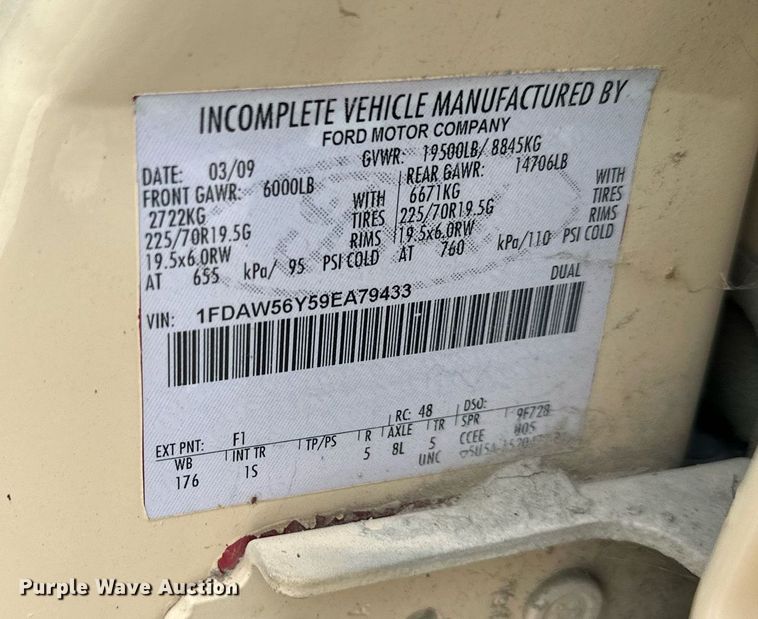 INCOMPLETE VEHICLE MANUFACTURED BY
FORD MOTOR COMPANY
DATE: 03/09 GVWR: 19500LB/ 8845KG
FRONT GAWR: 6000LB REAR GAWR: 14706LB
2722KG WITH 6671KG WITH
225/70R19.5G TIRES 225/70R19.5G TIRES
19.5x6.0RW RIMS 19.5x6.0RW RIMS
AT 655 kPa/ 95 PSI COLD AT 760 kPa/110 PSI COLD
VIN: 1FDAW56Y59EA79433 DUAL
EXT PNT: F1 RC: 48 DSO:
WB INT TR TP/PS R AXLE TR SPR 9F728
176 1S 5 8L 5 CCEE 805
UNC
Purple Wave Auction